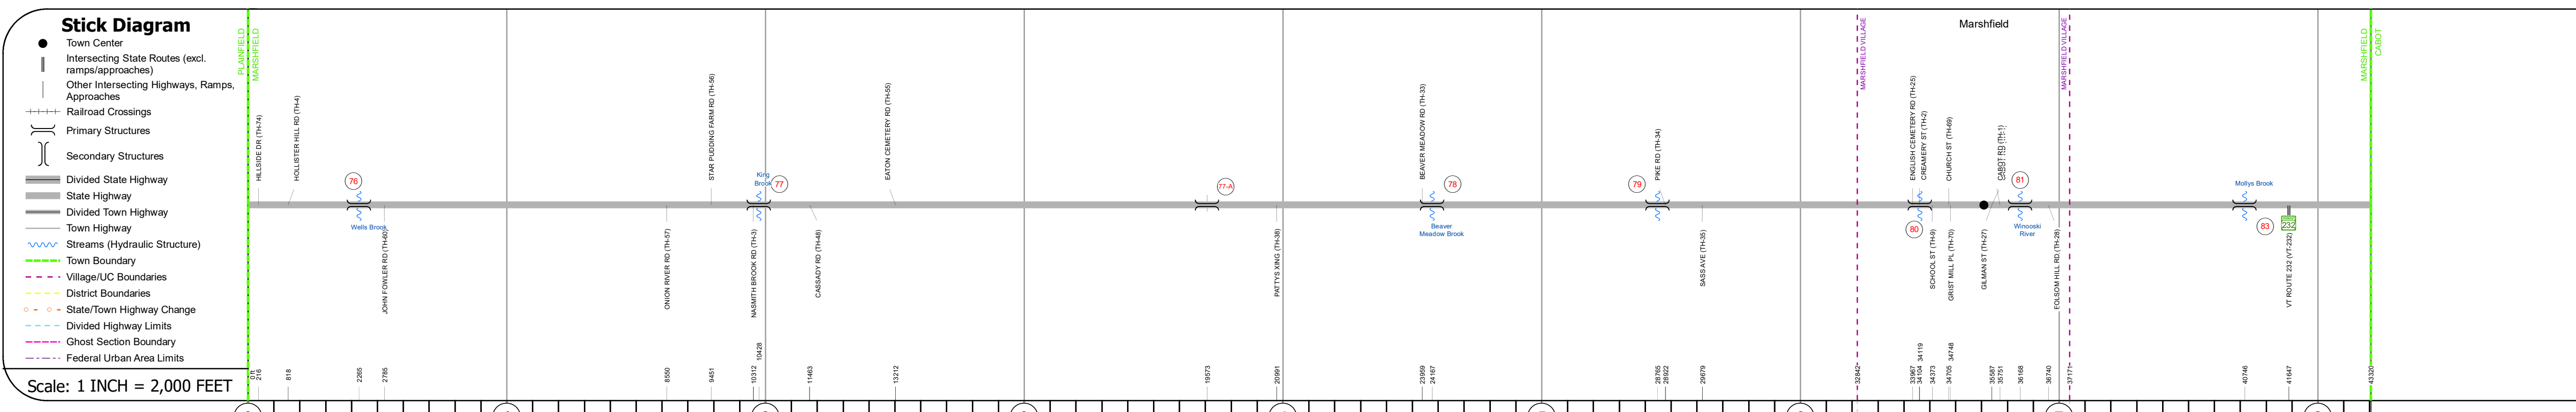 Stick Diagram
Town Center
Intersecting State Routes (excl.
ramps/approaches)
Other Intersecting Highways, Ramps,
Approaches
Railroad Crossings
Primary Structures
Secondary Structures
Divided State Highway
State Highway
Divided Town Highway
Town Highway
Streams (Hydraulic Structure)
Town Boundary
Village/UC Boundaries
District Boundaries
State/Town Highway Change
Divided Highway Limits
Ghost Section Boundary
Federal Urban Area Limits
Scale: 1 INCH = 2,000 FEET
PLAINFIELD
MARSHFIELD
HILLSIDE DR (TH-74)
HOLLISTER HILL RD (TH-4)
76
Wells Brook
JOHN FOWLER RD (TH-60)
ONION RIVER RD (TH-57)
STAR PUDDING FARM RD (TH-56)
King
Brook
77
NASMITH BROOK RD (TH-3)
CASSADY RD (TH-48)
EATON CEMETERY RD (TH-55)
77-A
PATTYS XING (TH-36)
BEAVER MEADOW RD (TH-33)
78
Beaver
Meadow Brook
79
PIKE RD (TH-34)
SASS AVE (TH-35)
MARSHFIELD VILLAGE
Marshfield
ENGLISH CEMETERY RD (TH-25)
CREAMERY ST (TH-2)
80
SCHOOL ST (TH-9)
CHURCH ST (TH-69)
GRIST MILL PL (TH-70)
GILMAN ST (TH-27)
CABOT RD (TH-1)
81
Winooski
River
FOLSOM HILL RD (TH-28)
MARSHFIELD VILLAGE
Mollys Brook
83
232
VT ROUTE 232 (VT-232)
MARSHFIELD
CABOT
0 ft
216
818
2265
2785
8550
9451
10312
10428
11463
13212
19573
20991
23959
24167
28765
28922
29679
32842
33967
34104
34119
34373
34705
34748
35587
35751
36168
36740
37171
40746
41647
43320